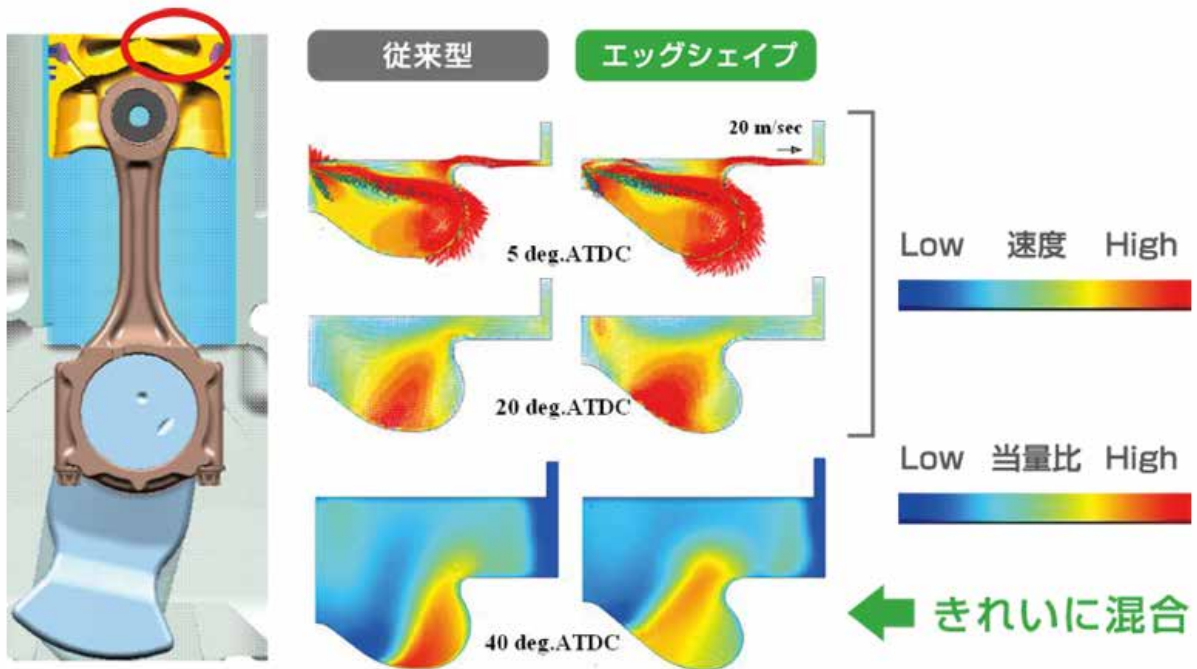 従来型
エッグシェイプ
20 m/sec
5 deg.ATDC
20 deg.ATDC
40 deg.ATDC
Low 速度 High
Low 当量比 High
きれいに混合